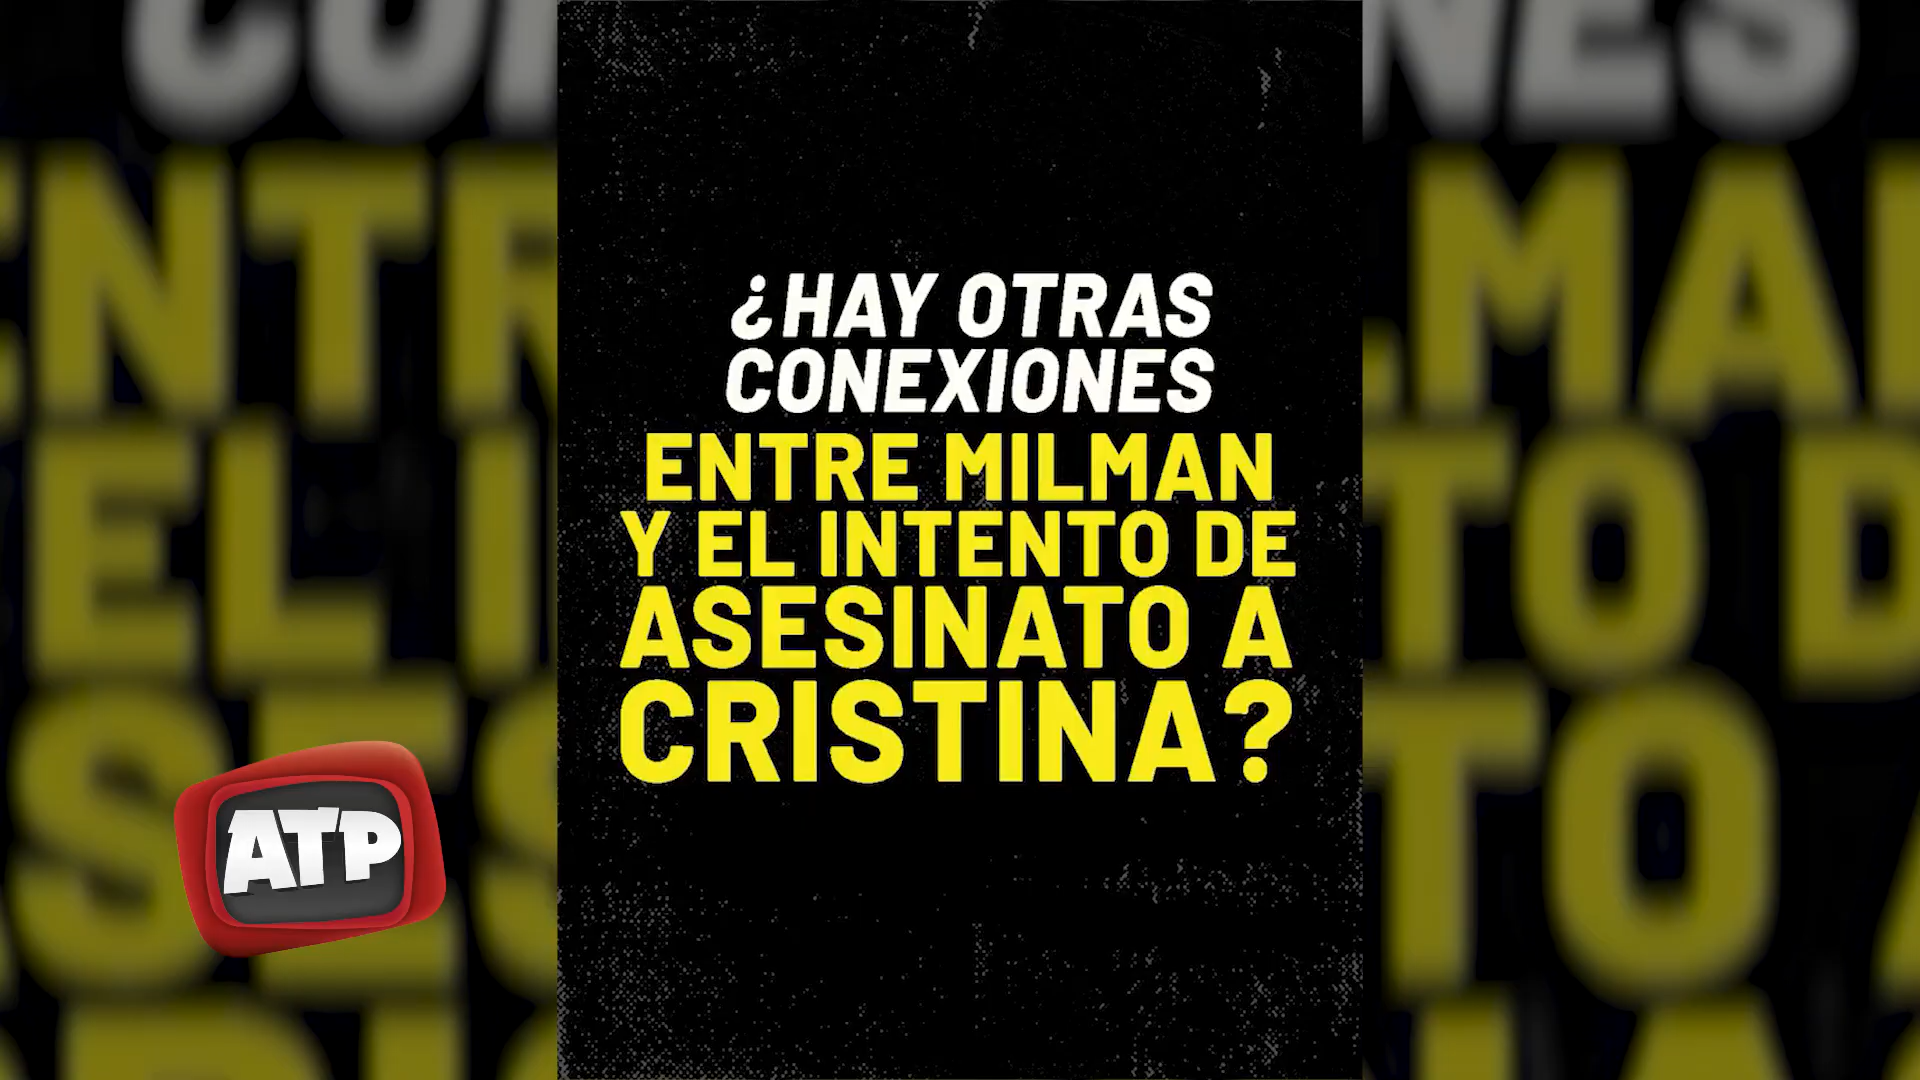 ¿HAY OTRAS
CONEXIONES
ENTRE MILMAN
Y EL INTENTO DE
ASESINATO A
CRISTINA?
ATP